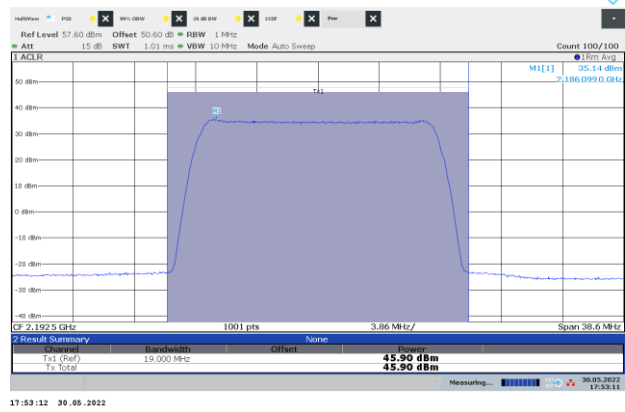 MultiView PSD X 99% OBW X 26 dB BW X CCDF X Pwr X
Ref Level 57.60 dBm Offset 50.60 dB RBW 1 MHz
Att 15 dB SWT 1.01 ms VBW 10 MHz Mode Auto Sweep Count 100/100
1 ACLR 1Rm Avg
M1[1] 35.14 dBm
2.186 099 0 GHz
Tx1
50 dBm
M1
40 dBm
30 dBm
20 dBm
10 dBm
0 dBm
-10 dBm
-20 dBm
-30 dBm
-40 dBm
CF 2.1925 GHz 1001 pts 3.86 MHz/ Span 38.6 MHz
2 Result Summary None
Channel Bandwidth Offset Power
Tx1 (Ref) 19.000 MHz 45.90 dBm
Tx Total 45.90 dBm
Measuring... 30.05.2022
17:53:11
17:53:12 30.05.2022